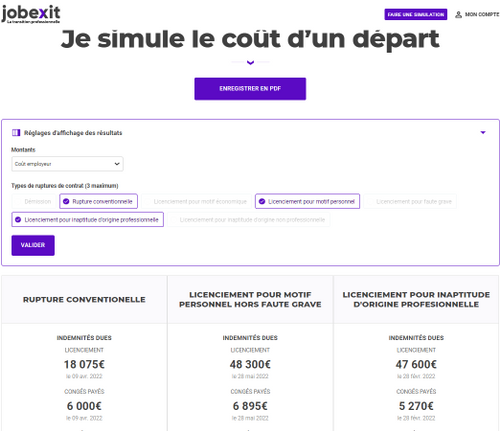 jobexit
La transition professionnelle
FAIRE UNE SIMULATION
MON COMPTE
Je simule le coût d'un départ
ENREGISTRER EN PDF
Réglages d'affichage des résultats
Montants
Coût employeur
Types de ruptures de contrat (3 maximum)
Démission
Rupture conventionnelle
Licenciement pour motif économique
Licenciement pour motif personnel
Licenciement pour faute grave
Licenciement pour inaptitude d'origine professionnelle
Licenciement pour inaptitude d'origine non professionnelle
VALIDER
RUPTURE CONVENTIONELLE
LICENCIEMENT POUR MOTIF
PERSONNEL HORS FAUTE GRAVE
LICENCIEMENT POUR INAPTITUDE
D'ORIGINE PROFESIONNELLE
INDEMNITÉS DUES
LICENCIEMENT
18 075€
le 09 avr. 2022
CONGÉS PAYÉS
6 000€
le 09 avr. 2022
INDEMNITÉS DUES
LICENCIEMENT
48 300€
le 28 mai 2022
CONGÉS PAYÉS
6 895€
le 28 mai 2022
INDEMNITÉS DUES
LICENCIEMENT
47 600€
le 28 févr. 2022
CONGÉS PAYÉS
5 270€
le 28 févr. 2022